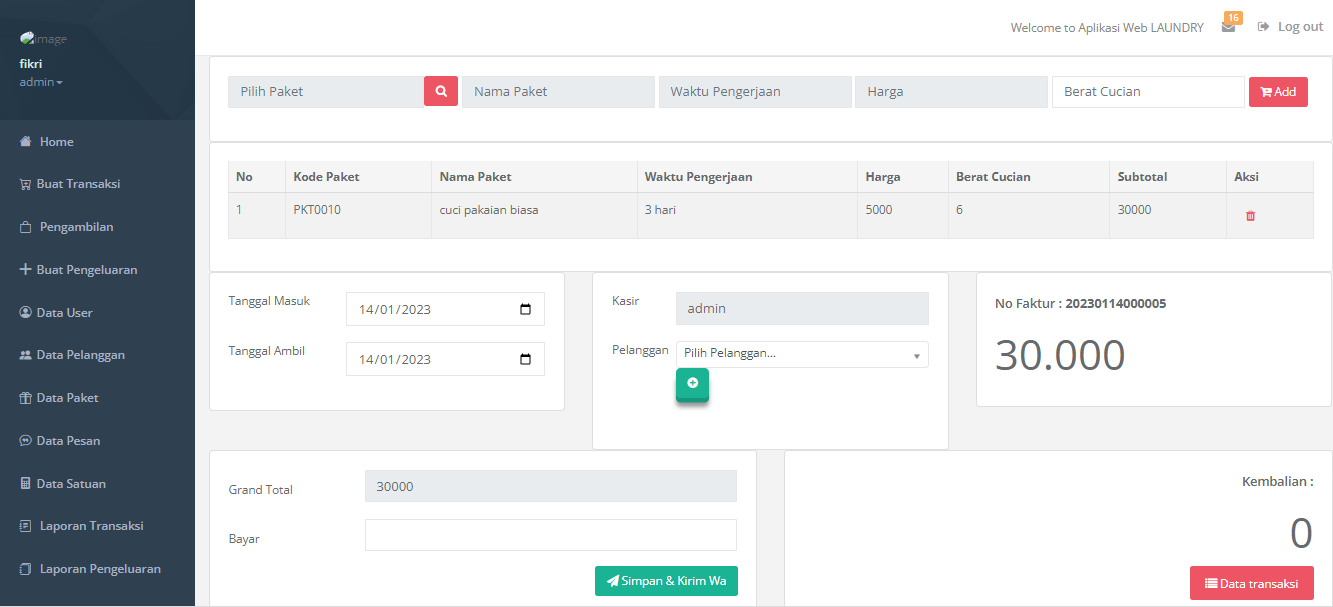 image
fikri
admin
Home
Buat Transaksi
Pengambilan
Buat Pengeluaran
Data User
Data Pelanggan
Data Paket
Data Pesan
Data Satuan
Laporan Transaksi
Laporan Pengeluaran
Welcome to Aplikasi Web LAUNDRY 16 Log out
Pilih Paket Nama Paket Waktu Pengerjaan Harga Berat Cucian Add
No Kode Paket Nama Paket Waktu Pengerjaan Harga Berat Cucian Subtotal Aksi
1 PKT0010 cuci pakaian biasa 3 hari 5000 6 30000
Tanggal Masuk 14/01/2023
Tanggal Ambil 14/01/2023
Kasir admin
Pelanggan Pilih Pelanggan...
No Faktur : 20230114000005
30.000
Grand Total 30000
Bayar
Simpan & Kirim Wa
Kembalian :
0
Data transaksi